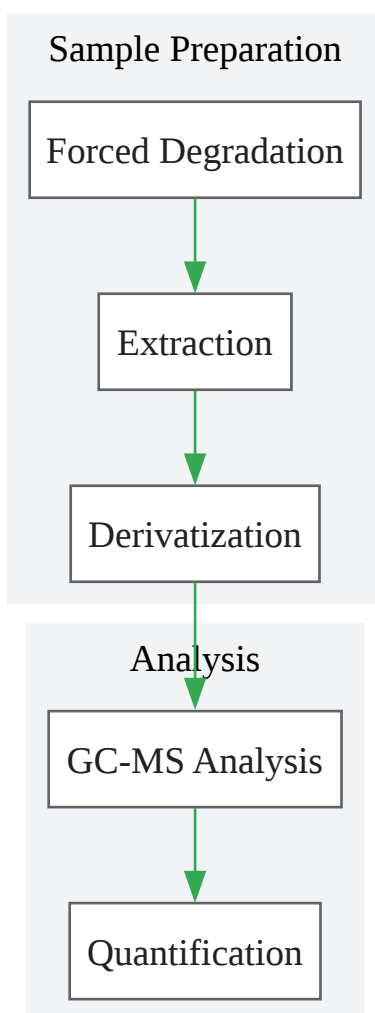 Sample Preparation
Forced Degradation
Extraction
Derivatization
Analysis
GC-MS Analysis
Quantification